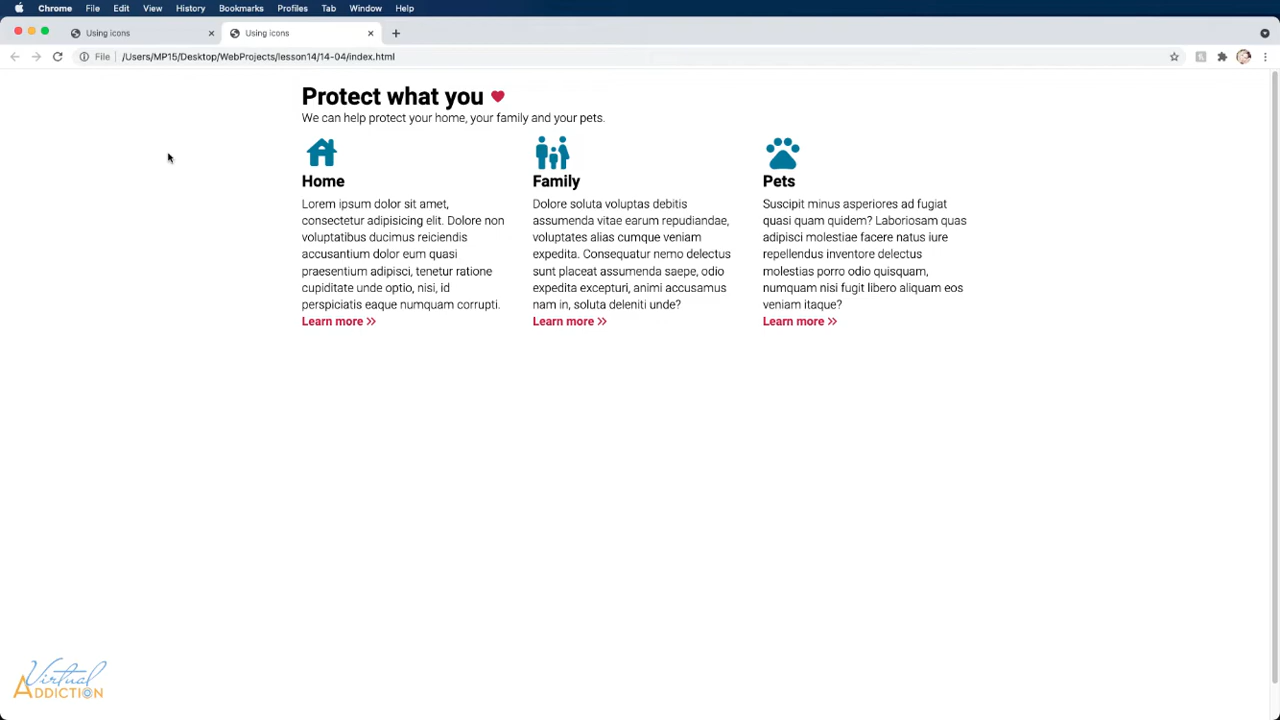 Chrome File Edit View History Bookmarks Profiles Tab Window Help
Using icons
Using icons
File /Users/MP15/Desktop/WebProjects/lesson14/14-04/index.html
Protect what you
We can help protect your home, your family and your pets.
Home
Lorem ipsum dolor sit amet,
consectetur adipisicing elit. Dolore non
voluptatibus ducimus reiciendis
accusantium dolor eum quasi
praesentium adipisci, tenetur ratione
cupiditate unde optio, nisi, id
perspiciatis eaque numquam corrupti.
Learn more
Family
Dolore soluta voluptas debitis
assumenda vitae earum repudiandae,
voluptates alias cumque veniam
expedita. Consequatur nemo delectus
sunt placeat assumenda saepe, odio
expedita excepturi, animi accusamus
nam in, soluta deleniti unde?
Learn more
Pets
Suscipit minus asperiores ad fugiat
quasi quam quidem? Laboriosam quas
adipisci molestiae facere natus iure
repellendus inventore delectus
molestias porro odio quisquam,
numquam nisi fugit libero aliquam eos
veniam itaque?
Learn more
Virtual
ADDICTION